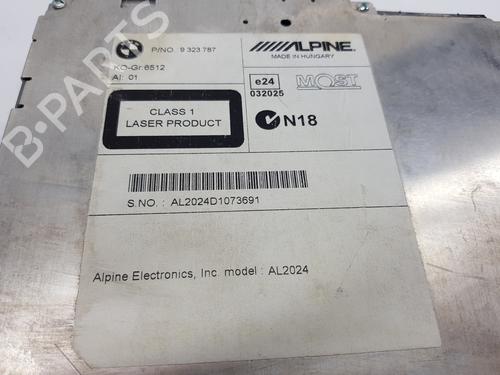 P/NO. 9 323 787
KO-Gr:6512
AI: 01
ALPINE
MADE IN HUNGARY
e24
032025
MOST
CLASS 1
LASER PRODUCT
N18
S.NO. : AL2024D1073691
Alpine Electronics, Inc. model : AL2024
B-PARTS